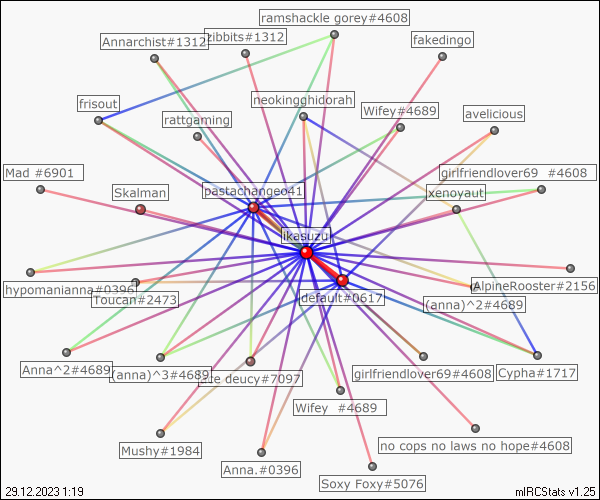 ramshackle gorey#4608
Annarchist#1312
zibbits#1312
fakedingo
frisout
neokingghidorah
Wifey#4689
avelicious
rattgaming
Mad #6901
Skalman
pastachangeo41
girlfriendlover69 #4608
xenoyaut
ikasuzu
hypomanianna#0396
Toucan#2473
default#0617
AlpineRooster#2156
(anna)^2#4689
Anna^2#4689
(anna)^3#4689
deucy#7097
girlfriendlover69#4608
Cypha#1717
Wifey #4689
Mushy#1984
Anna.#0396
no cops no laws no hope#4608
Soxy Foxy#5076
29.12.2023 1:19
mIRCStats v1.25